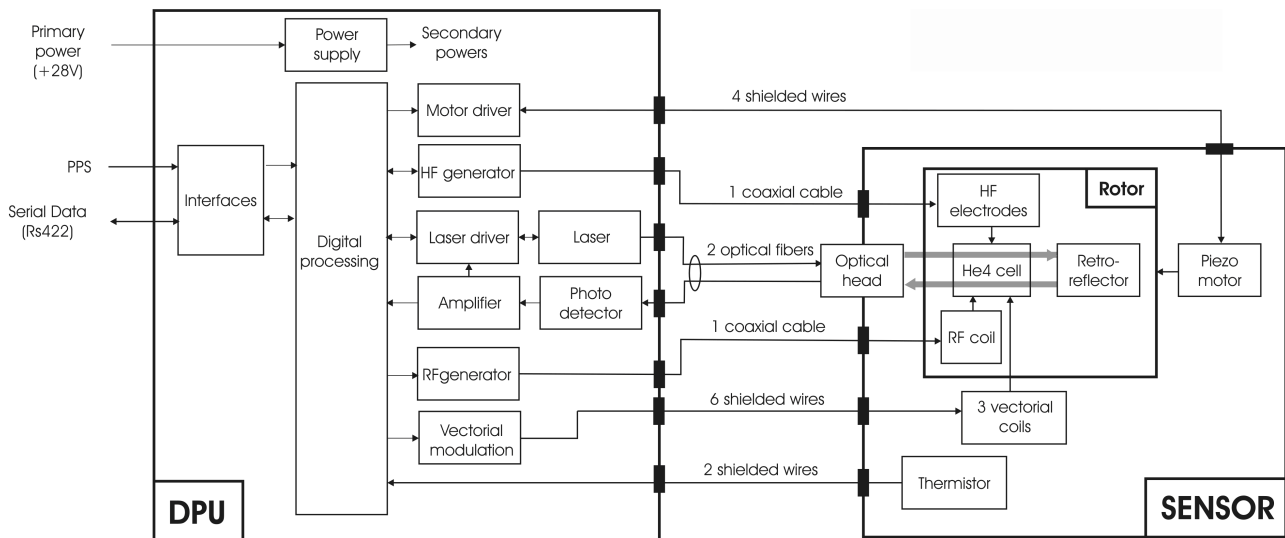 Primary
power
(+28V)
Power
supply
Secondary
powers
Motor driver
4 shielded wires
PPS
Interfaces
HF generator
1 coaxial cable
HF
electrodes
Rotor
Serial Data
(Rs422)
Digital
processing
Laser driver
Laser
2 optical fibers
Optical
head
He4 cell
Retro-
reflector
Piezo
motor
Amplifier
Photo
detector
1 coaxial cable
RF coil
RFgenerator
Vectorial
modulation
6 shielded wires
3 vectorial
coils
2 shielded wires
Thermistor
DPU
SENSOR